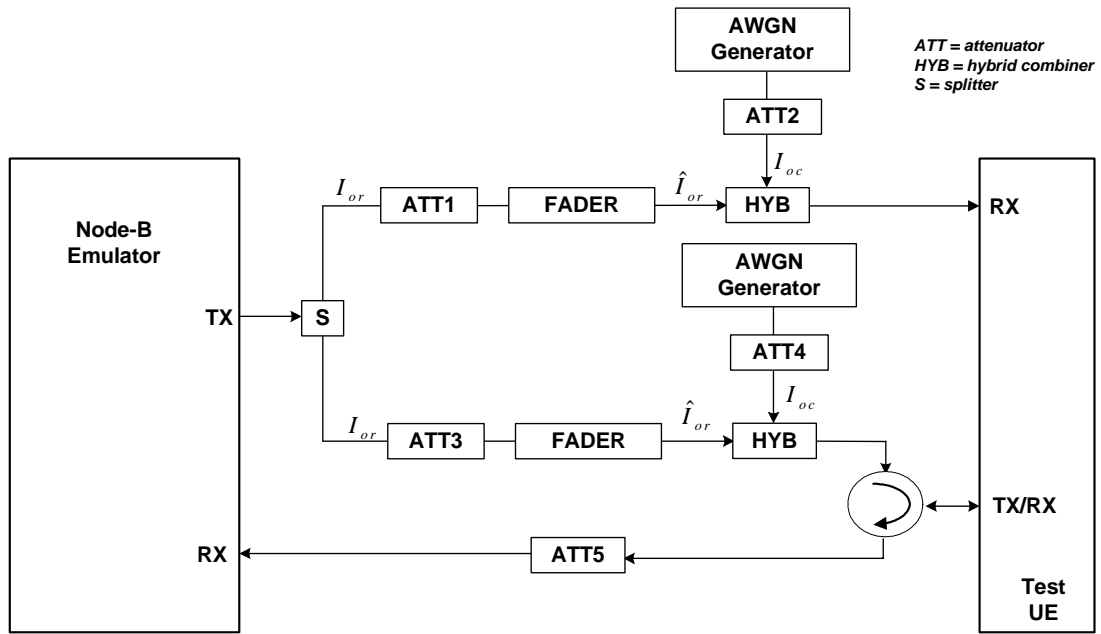 AWGN
Generator
ATT = attenuator
HYB = hybrid combiner
S = splitter
ATT2
I_oc
I_or
ATT1
FADER
Î_or
HYB
RX
Node-B
Emulator
AWGN
Generator
TX
S
ATT4
I_oc
I_or
ATT3
FADER
Î_or
HYB
TX/RX
RX
ATT5
Test
UE